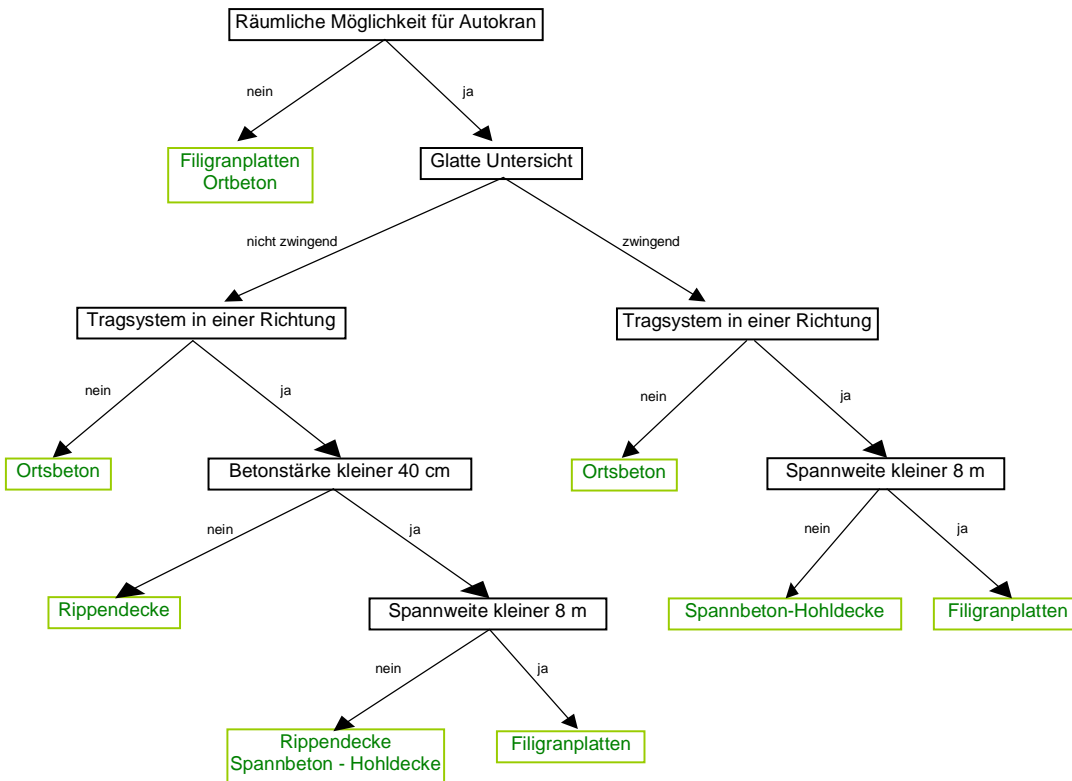 Räumliche Möglichkeit für Autokran
nein
ja
Filigranplatten
Ortbeton
Glatte Untersicht
nicht zwingend
zwingend
Tragsystem in einer Richtung
Tragsystem in einer Richtung
nein
ja
nein
ja
Ortsbeton
Betonstärke kleiner 40 cm
Ortsbeton
Spannweite kleiner 8 m
nein
ja
nein
ja
Rippendecke
Spannweite kleiner 8 m
Spannbeton-Hohldecke
Filigranplatten
nein
ja
Rippendecke
Spannbeton - Hohldecke
Filigranplatten